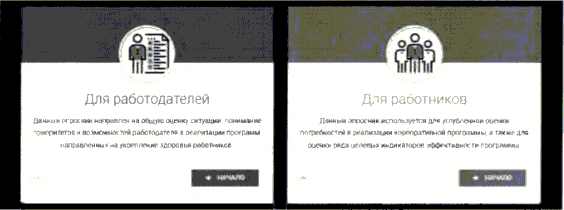 Для работодателей
Данный опросник направлен на общую оценку ситуации, понимание
приоритетов и возможностей работодателя в реализации программ
направленных на укрепление здоровья работников
НАЧАЛО
Для работников
Данный опросник используется для углубленной оценки
потребностей в реализации корпоративной программы, а также для
оценки ряда целевых индикаторов эффективности программы
НАЧАЛО